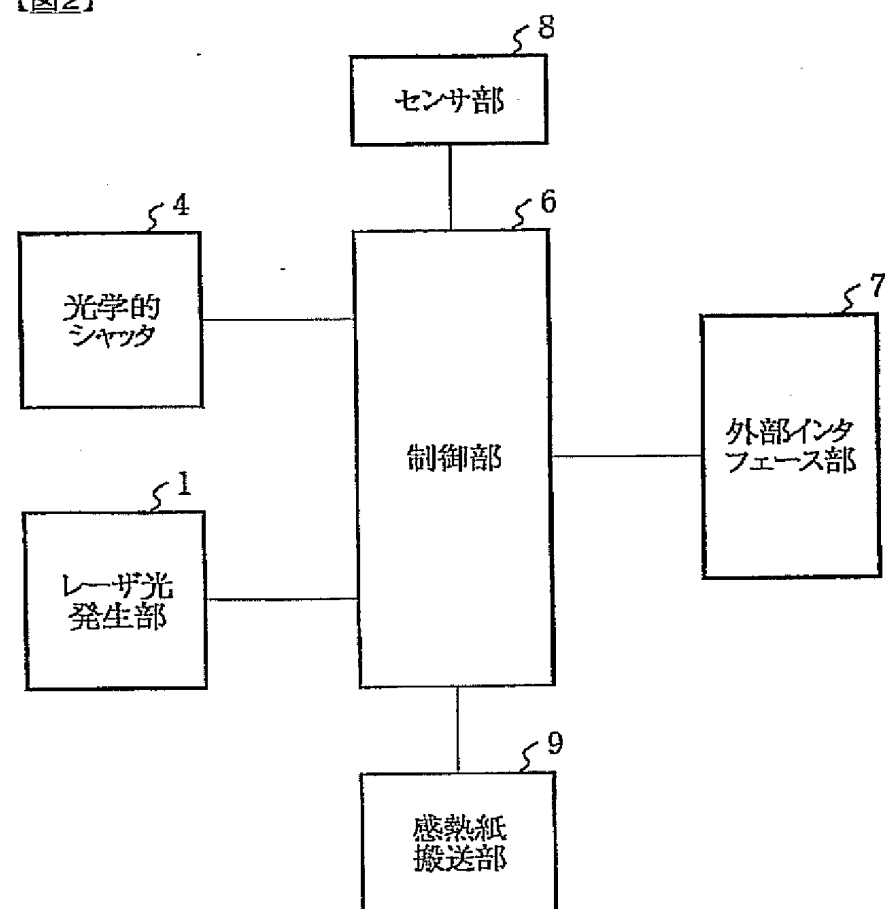 【図2】
8
センサ部
4
6
光学的
シャッタ
7
制御部
外部インタ
フェース部
1
レーザ光
発生部
9
感熱紙
搬送部